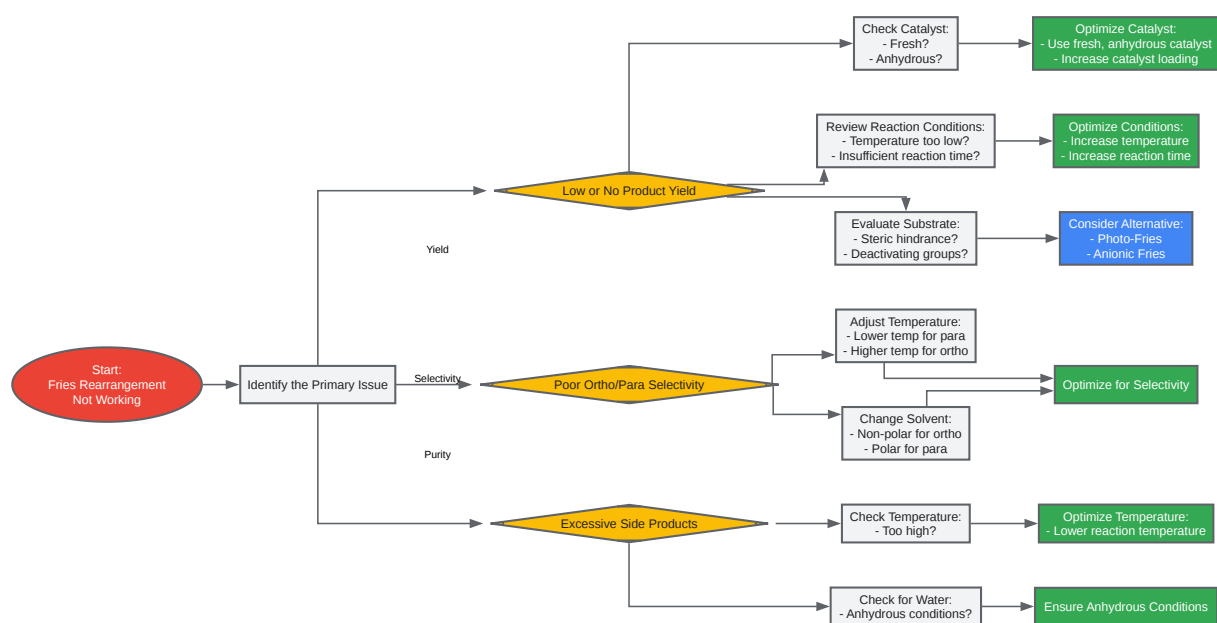 Start:
Fries Rearrangement
Not Working
Identify the Primary Issue
Yield
Selectivity
Purity
Low or No Product Yield
Check Catalyst:
- Fresh?
- Anhydrous?
Optimize Catalyst:
- Use fresh, anhydrous catalyst
- Increase catalyst loading
Review Reaction Conditions:
- Temperature too low?
- Insufficient reaction time?
Optimize Conditions:
- Increase temperature
- Increase reaction time
Evaluate Substrate:
- Steric hindrance?
- Deactivating groups?
Consider Alternative:
- Photo-Fries
- Anionic Fries
Poor Ortho/Para Selectivity
Adjust Temperature:
- Lower temp for para
- Higher temp for ortho
Change Solvent:
- Non-polar for ortho
- Polar for para
Optimize for Selectivity
Excessive Side Products
Check Temperature:
- Too high?
Optimize Temperature:
- Lower reaction temperature
Check for Water:
- Anhydrous conditions?
Ensure Anhydrous Conditions